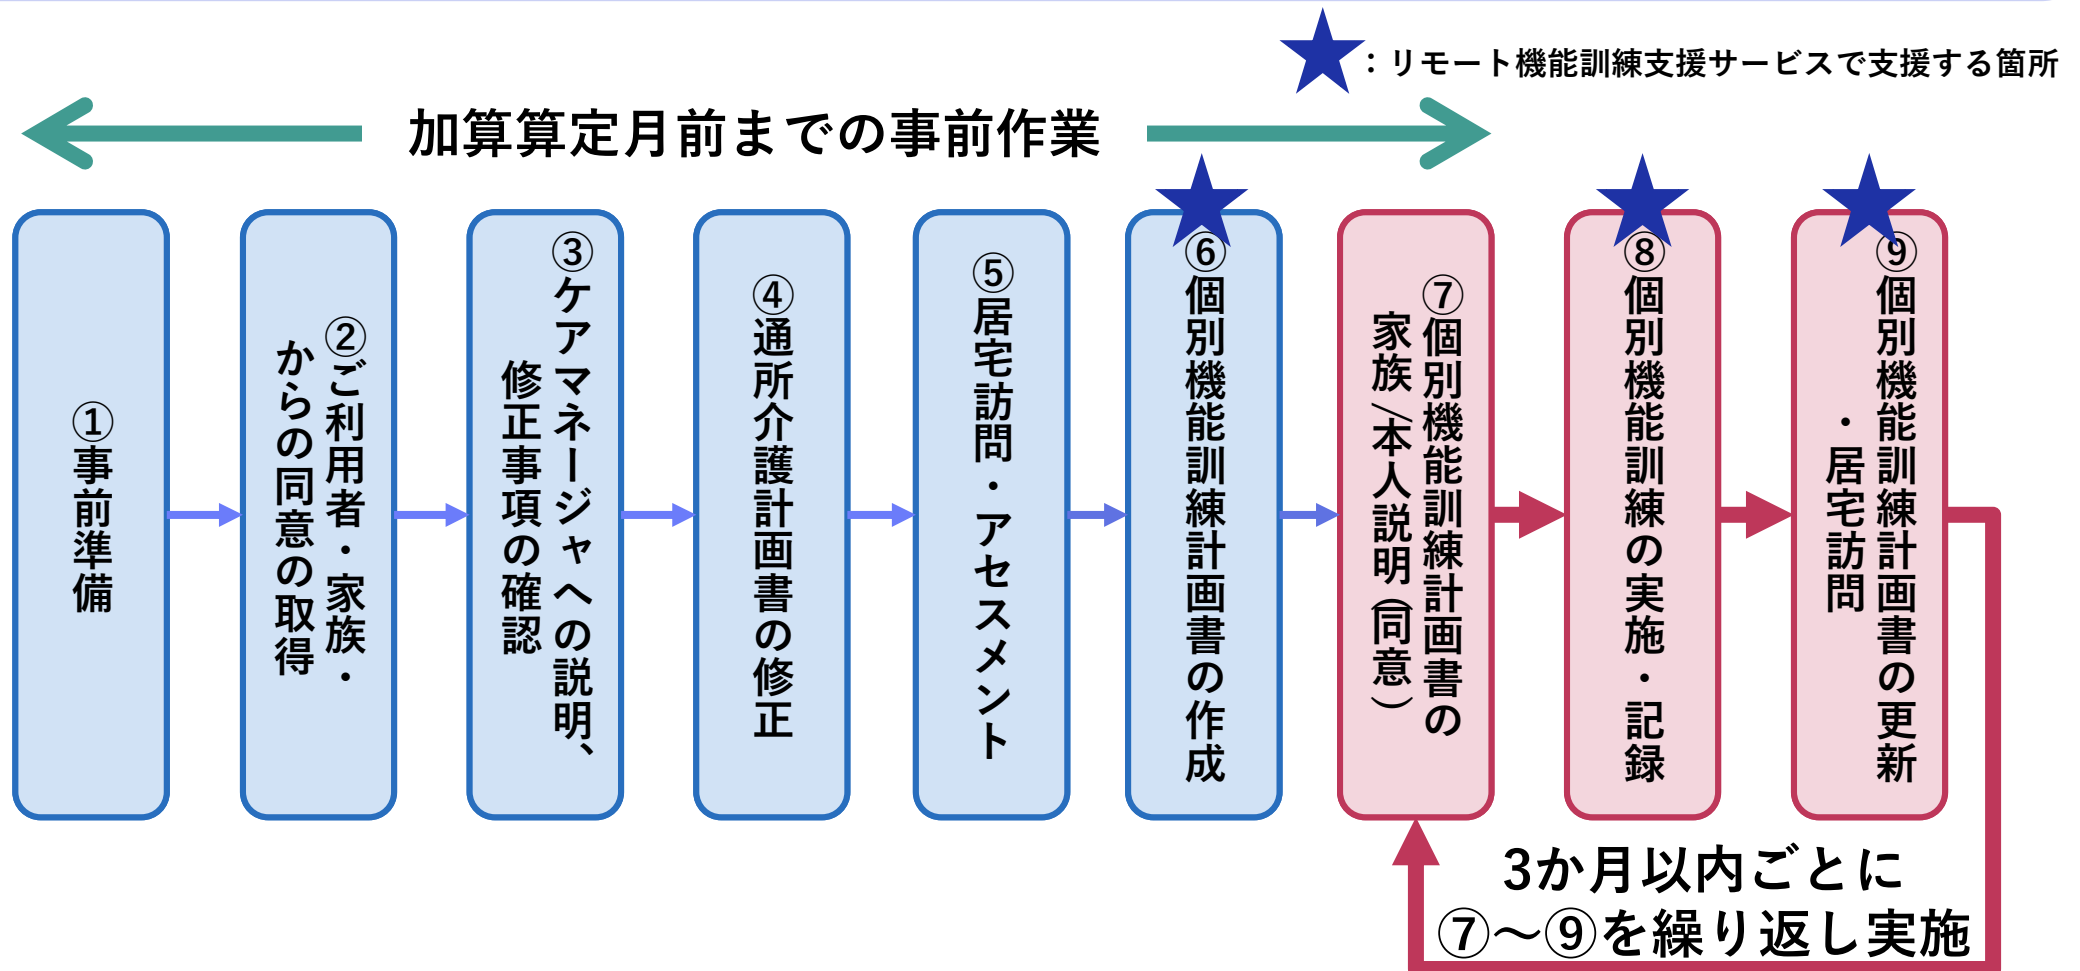 ：リモート機能訓練支援サービスで支援する箇所
加算算定月前までの事前作業
①事前準備
②ご利用者・家族・
からの同意の取得
③ケアマネージャへの説明、
修正事項の確認
④通所介護計画書の修正
⑤居宅訪問・アセスメント
⑥個別機能訓練計画書の作成
⑦個別機能訓練計画書の
家族/本人説明(同意)
⑧個別機能訓練の実施・記録
⑨個別機能訓練計画書の更新
・居宅訪問
3か月以内ごとに
⑦～⑨を繰り返し実施